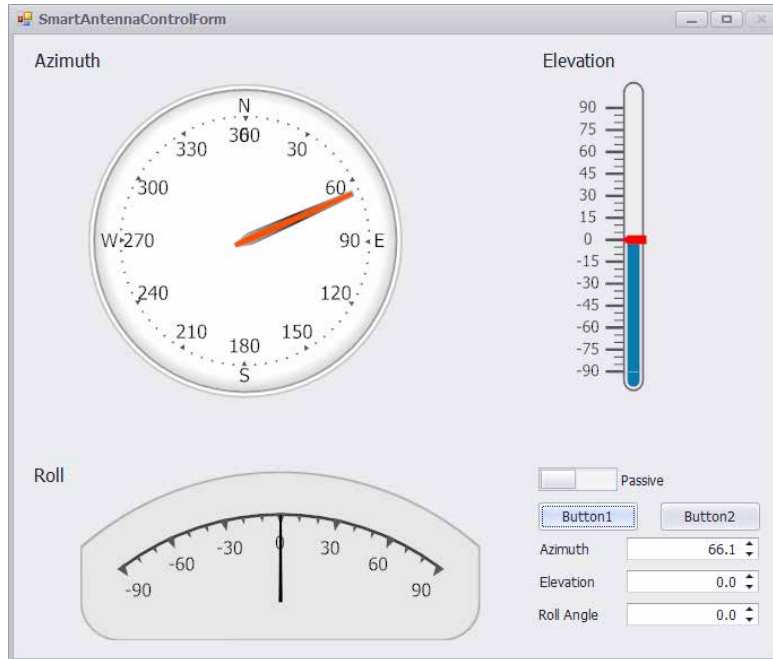 SmartAntennaControlForm
Azimuth
N
360
0
330
30
300
60
W
270
90
E
240
120
210
150
180
S
Elevation
90
75
60
45
30
15
0
-15
-30
-45
-60
-75
-90
Roll
-90
-60
-30
0
30
60
90
Passive
Button1 Button2
Azimuth 66.1
Elevation 0.0
Roll Angle 0.0